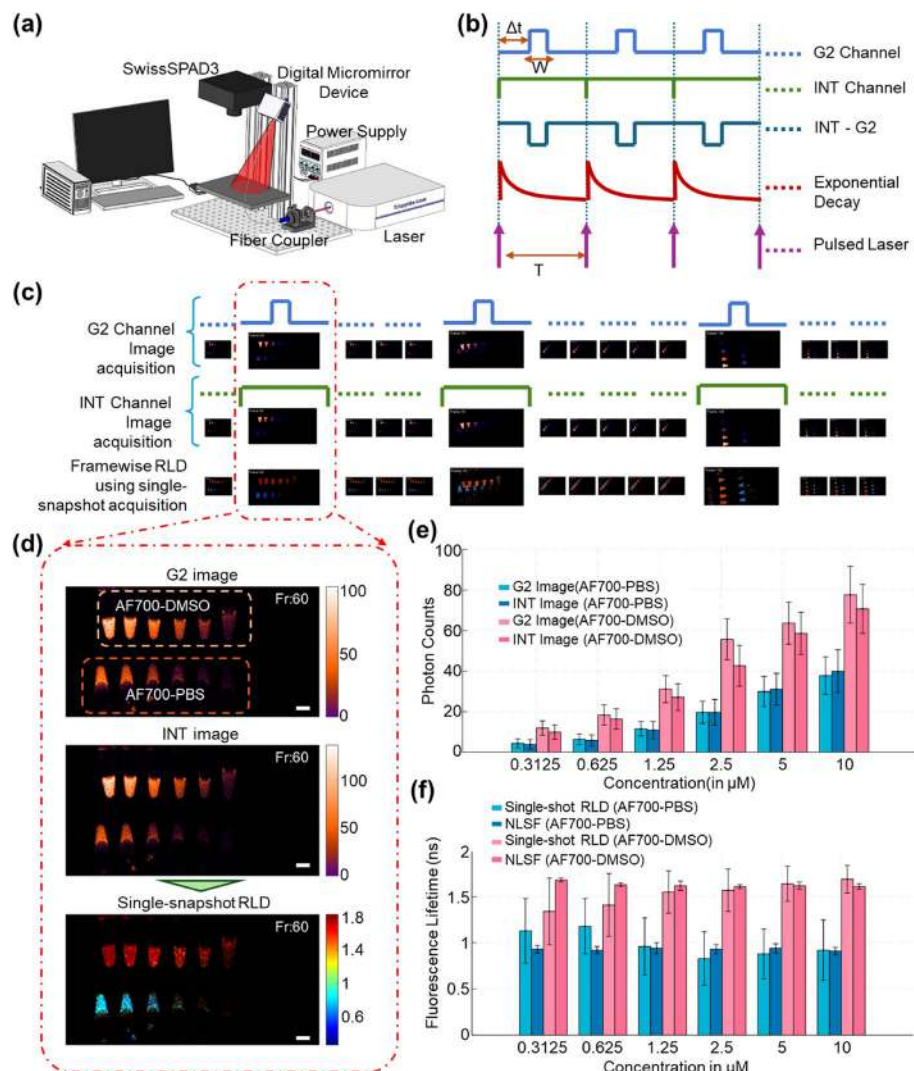 (a)
SwissSPAD3
Digital Micromirror
Device
Power Supply
Fiber Coupler
Laser
(b)
Δt
W
G2 Channel
INT Channel
INT - G2
Exponential
Decay
Pulsed Laser
T
(c)
G2 Channel
Image
acquisition
INT Channel
Image
acquisition
Framewise RLD
using single-
snapshot acquisition
(d)
G2 image
AF700-DMSO
Fr:60
AF700-PBS
100
50
0
INT image
Fr:60
100
50
0
Single-snapshot RLD
Fr:60
1.8
1.4
1
0.6
(e)
G2 Image(AF700-PBS)
INT Image (AF700-PBS)
G2 Image(AF700-DMSO)
INT Image (AF700-DMSO)
Photon Counts
100
80
60
40
20
0
0.3125 0.625 1.25 2.5 5 10
Concentration(in µM)
(f)
Single-shot RLD (AF700-PBS)
NLSF (AF700-PBS)
Single-shot RLD (AF700-DMSO)
NLSF (AF700-DMSO)
Fluorescence Lifetime (ns)
2
1.5
1
0.5
0
0.3125 0.625 1.25 2.5 5 10
Concentration in µM